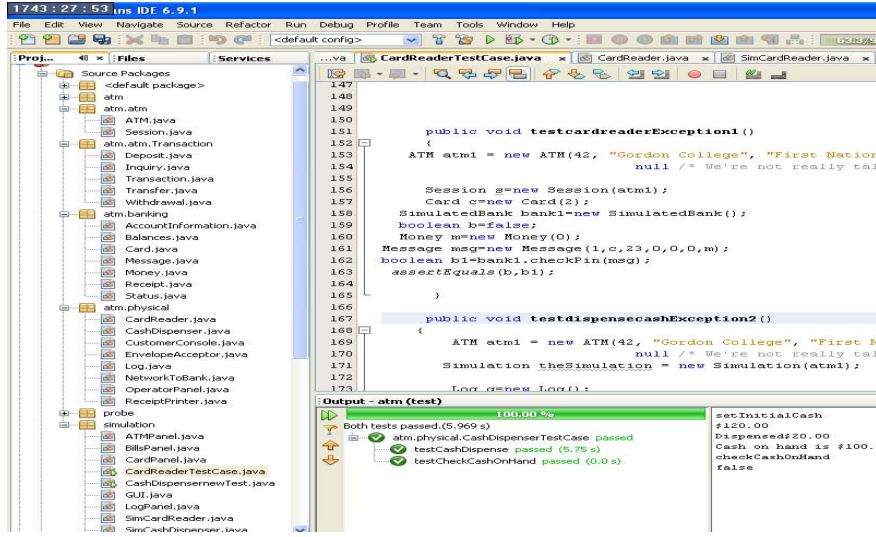 1743 : 27 : 53 ns IDE 6.9.1
File Edit View Navigate Source Refactor Run Debug Profile Team Tools Window Help
<default config>
Proj... Files Services
Source Packages
<default package>
atm
atm.atm
ATM.java
Session.java
atm.atm.Transaction
Deposit.java
Inquiry.java
Transaction.java
Transfer.java
Withdrawal.java
atm.banking
AccountInformation.java
Balances.java
Card.java
Message.java
Money.java
Receipt.java
Status.java
atm.physical
CardReader.java
CashDispenser.java
CustomerConsole.java
EnvelopeAcceptor.java
Log.java
NetworkToBank.java
OperatorPanel.java
ReceiptPrinter.java
probe
simulation
ATMPanel.java
BillsPanel.java
CardPanel.java
CardReaderTestCase.java
CashDispensernewTest.java
GUI.java
LogPanel.java
SimCardReader.java
SimCashDispenser.java
...va CardReaderTestCase.java x CardReader.java x SimCardReader.java x
147
148
149
150
151 public void testcardreaderException1()
152 {
153 ATM atm1 = new ATM(42, "Gordon College", "First Nation
154 null /* We're not really tal
155
156 Session s=new Session(atm1);
157 Card c=new Card(2);
158 SimulatedBank bank1=new SimulatedBank();
159 boolean b=false;
160 Money m=new Money(0);
161 Message msg=new Message(1,c,23,0,0,0,m);
162 boolean b1=bank1.checkPin(msg);
163 assertEquals(b,b1);
164
165 }
166
167 public void testdispensecashException2()
168 {
169 ATM atm1 = new ATM(42, "Gordon College", "First N
170 null /* We're not really tal
171 Simulation theSimulation = new Simulation(atm1);
172
173 Log g=new Log();
Output - atm (test)
100.00 %
Both tests passed.(5.969 s)
atm.physical.CashDispenserTestCase passed
testCashDispense passed (5.75 s)
testCheckCashOnHand passed (0.0 s)
setInitialCash
$120.00
Dispensed$20.00
Cash on hand is $100.
checkCashOnHand
false